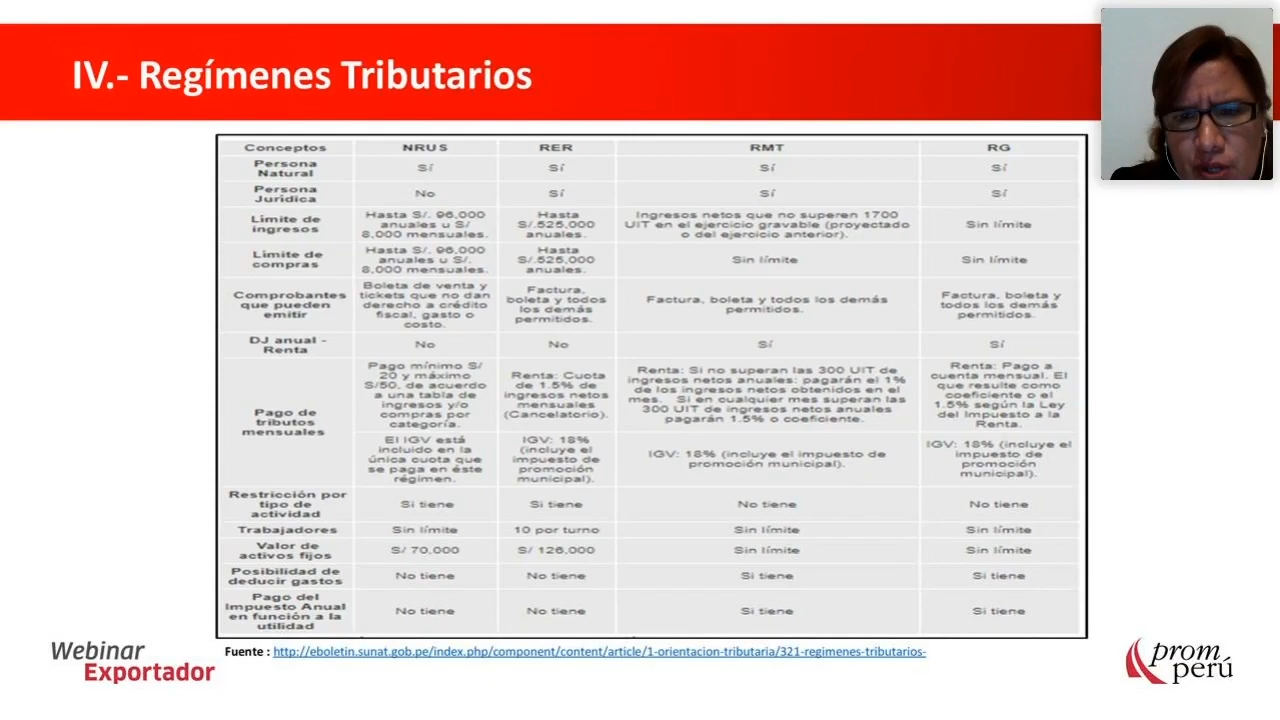 IV.- Regímenes Tributarios
Conceptos NRUS RER RMT RG
Persona
Natural
Sí Sí Sí Sí
Persona
Jurídica
No Sí Sí Sí
Límite de
ingresos
Hasta S/. 96,000
anuales u S/
8,000 mensuales.
Hasta
S/.525,000
anuales.
Ingresos netos que no superen 1700
UIT en el ejercicio gravable (proyectado
o del ejercicio anterior).
Sin límite
Límite de
compras
Hasta S/. 96,000
anuales u S/.
8,000 mensuales.
Hasta
S/.525,000
anuales.
Sin límite
Sin límite
Comprobantes
que pueden
emitir
Boleta de venta y
tickets que no dan
derecho a crédito
fiscal, gasto o
costo.
Factura,
boleta y todos
los demás
permitidos.
Factura, boleta y todos los demás
permitidos.
Factura, boleta y
todos los demás
permitidos.
DJ anual -
Renta
No No Sí Sí
Pago de
tributos
mensuales
Pago mínimo S/
20 y máximo
S/50, de acuerdo
a una tabla de
ingresos y/o
compras por
categoría.
Renta: Cuota
de 1.5% de
ingresos netos
mensuales
(Cancelatorio).
Renta: Si no superan las 300 UIT de
ingresos netos anuales: pagarán el 1%
de los ingresos netos obtenidos en el
mes. Si en cualquier mes superan las
300 UIT de ingresos netos anuales
pagarán 1.5% o coeficiente.
Renta: Pago a
cuenta mensual. El
que resulte como
coeficiente o el
1.5% según la Ley
del Impuesto a la
Renta.
El IGV está
incluido en la
única cuota que
se paga en éste
régimen.
IGV: 18%
(incluye el
impuesto de
promoción
municipal).
IGV: 18% (incluye el impuesto de
promoción municipal).
IGV: 18% (incluye el
impuesto de
promoción
municipal).
Restricción por
tipo de
actividad
Si tiene Si tiene No tiene No tiene
Trabajadores Sin límite 10 por turno Sin límite Sin límite
Valor de
activos fijos
S/ 70,000 S/ 126,000 Sin límite Sin límite
Posibilidad de
deducir gastos
No tiene No tiene Si tiene Si tiene
Pago del
Impuesto Anual
en función a la
utilidad
No tiene No tiene Si tiene Si tiene
Fuente : http://eboletin.sunat.gob.pe/index.php/component/content/article/1-orientacion-tributaria/321-regimenes-tributarios-
Webinar
Exportador
prom
perú